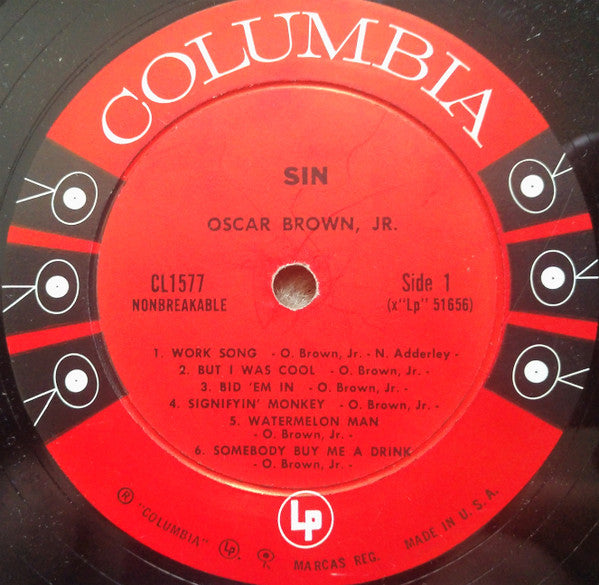 COLUMBIA
SIN
OSCAR BROWN, JR.
CL1577
NONBREAKABLE
Side 1
(x"Lp" 51656)
1. WORK SONG - O. Brown, Jr. - N. Adderley -
2. BUT I WAS COOL - O. Brown, Jr. -
3. BID 'EM IN - O. Brown, Jr. -
4. SIGNIFYIN' MONKEY - O. Brown, Jr. -
5. WATERMELON MAN
- O. Brown, Jr. -
6. SOMEBODY BUY ME A DRINK
- O. Brown, Jr. -
Lp
® "COLUMBIA" Lp MARCAS REG. MADE IN U.S.A.